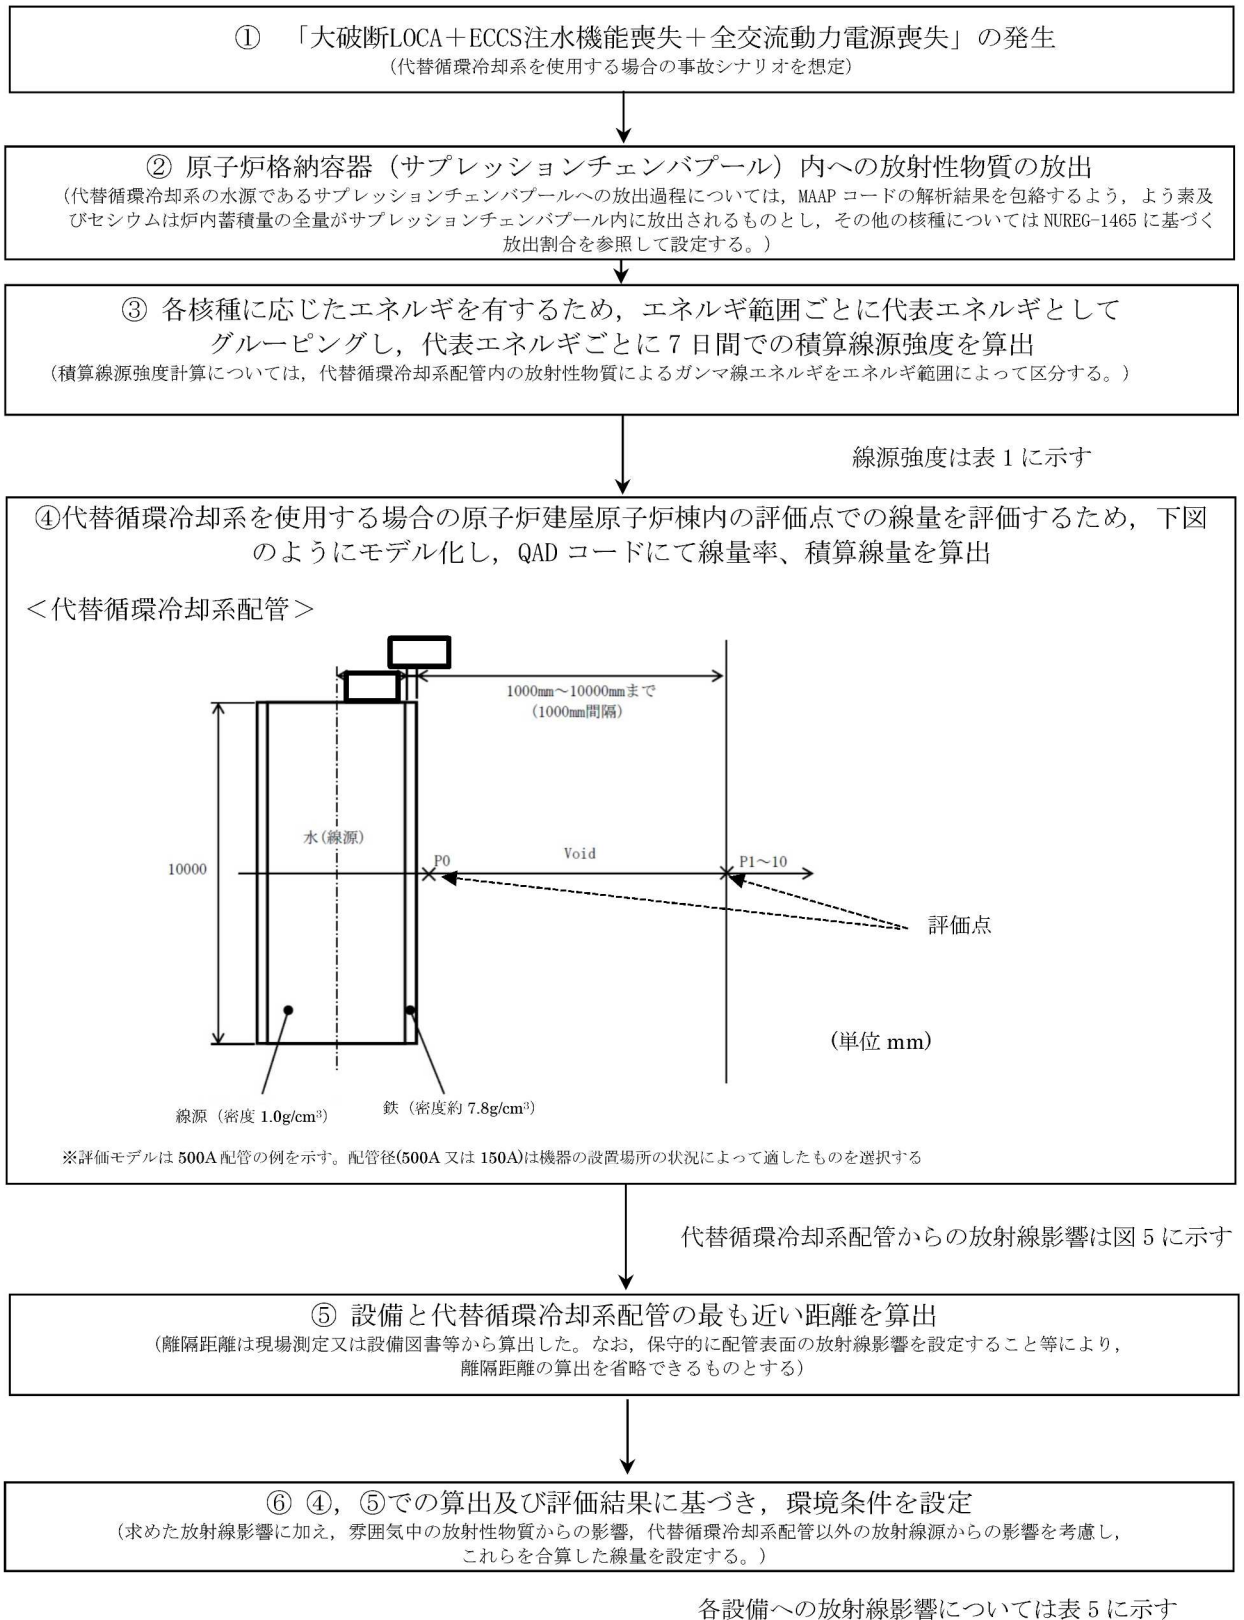 ① 「大破断LOCA＋ECCS注水機能喪失＋全交流動力電源喪失」の発生
(代替循環冷却系を使用する場合の事故シナリオを想定)
② 原子炉格納容器（サプレッションチェンバプール）内への放射性物質の放出
(代替循環冷却系の水源であるサプレッションチェンバプールへの放出過程については，MAAP コードの解析結果を包絡するよう，よう素及
びセシウムは炉内蓄積量の全量がサプレッションチェンバプール内に放出されるものとし，その他の核種については NUREG-1465 に基づく
放出割合を参照して設定する。)
③ 各核種に応じたエネルギを有するため，エネルギ範囲ごとに代表エネルギとして
グルーピングし，代表エネルギごとに 7 日間での積算線源強度を算出
(積算線源強度計算については，代替循環冷却系配管内の放射性物質によるガンマ線エネルギをエネルギ範囲によって区分する。)
線源強度は表 1 に示す
④代替循環冷却系を使用する場合の原子炉建屋原子炉棟内の評価点での線量を評価するため，下図
のようにモデル化し，QAD コードにて線量率、積算線量を算出
＜代替循環冷却系配管＞
1000mm～10000mmまで
(1000mm間隔)
水(線源)
10000
P0
Void
P1～10
評価点
(単位 mm)
線源（密度 1.0g/cm³）
鉄（密度約 7.8g/cm³）
※評価モデルは 500A 配管の例を示す。配管径(500A 又は 150A)は機器の設置場所の状況によって適したものを選択する
代替循環冷却系配管からの放射線影響は図 5 に示す
⑤ 設備と代替循環冷却系配管の最も近い距離を算出
(離隔距離は現場測定又は設備図書等から算出した。なお，保守的に配管表面の放射線影響を設定すること等により，
離隔距離の算出を省略できるものとする)
⑥ ④，⑤での算出及び評価結果に基づき，環境条件を設定
(求めた放射線影響に加え，雰囲気中の放射性物質からの影響，代替循環冷却系配管以外の放射線源からの影響を考慮し，
これらを合算した線量を設定する。)
各設備への放射線影響については表 5 に示す